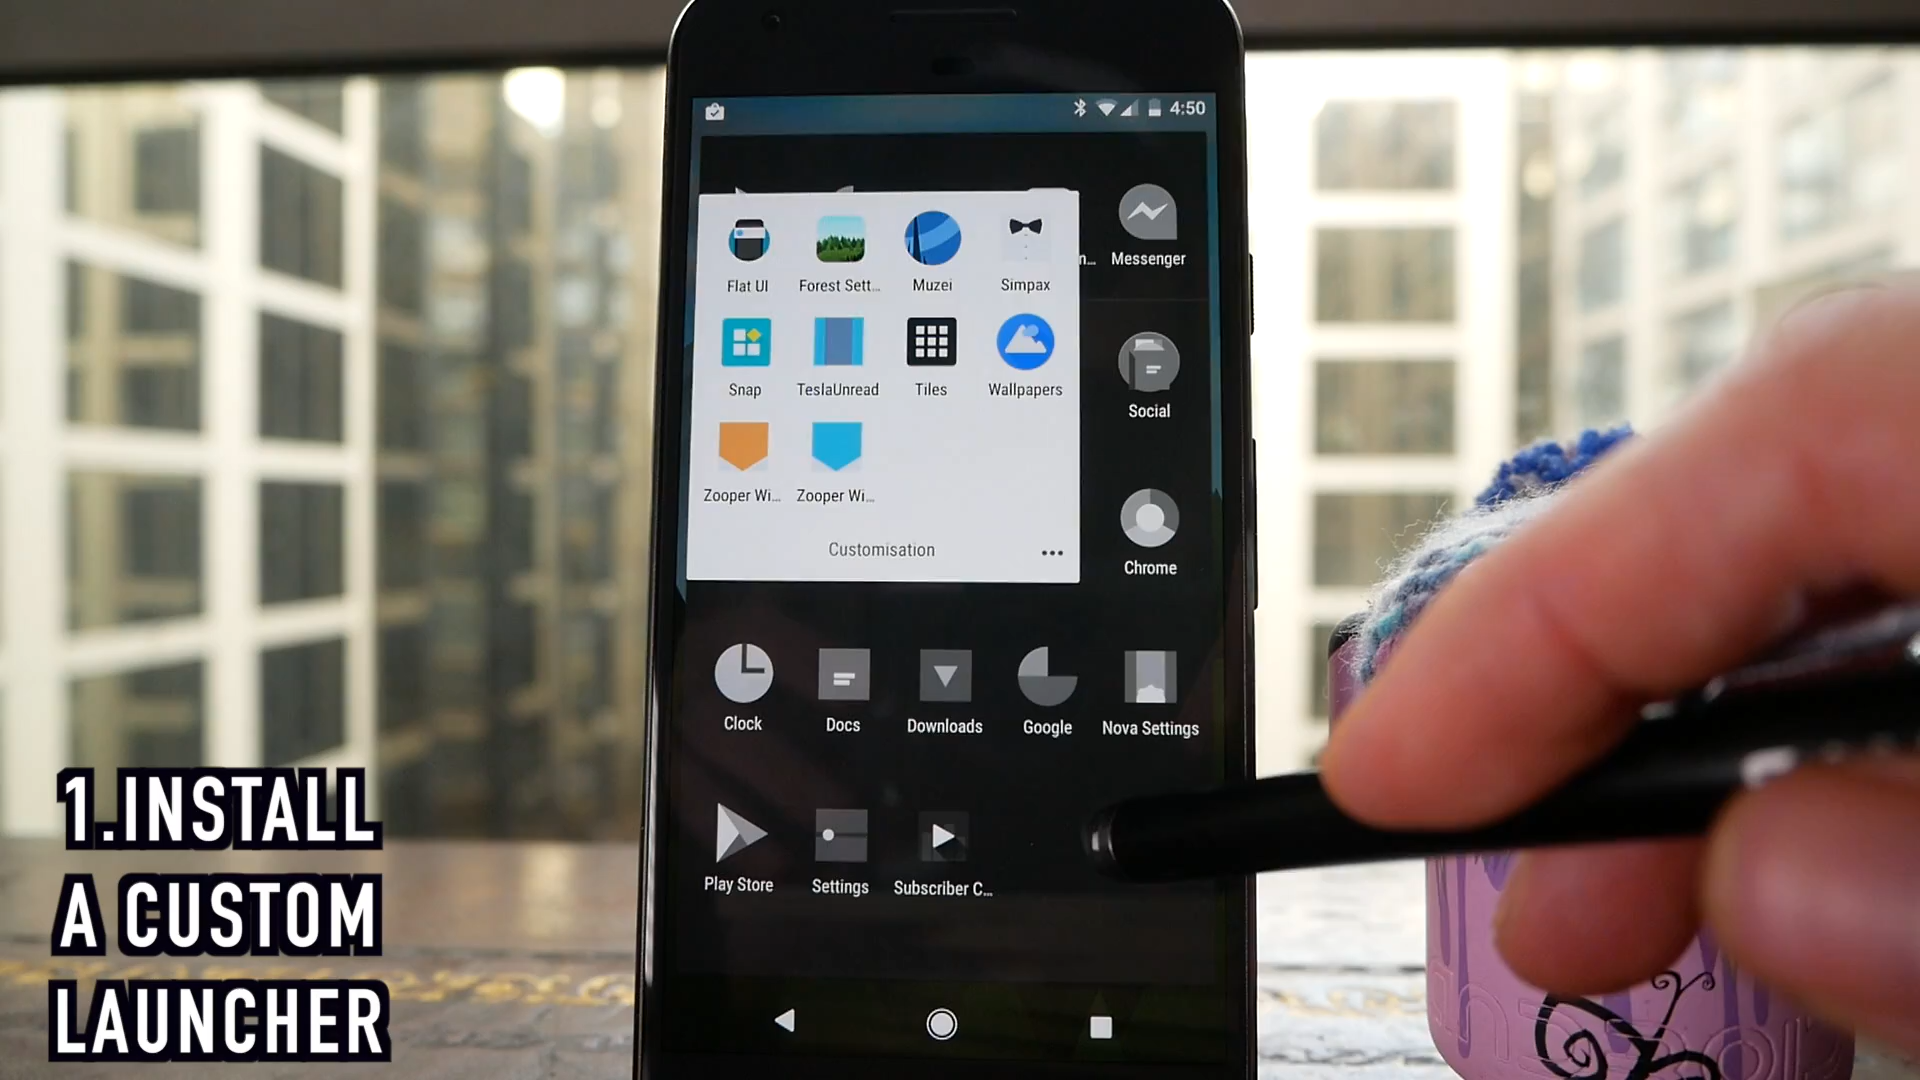 4:50
Messenger
n...
Flat UI
Forest Sett...
Muzei
Simpax
Snap
TeslaUnread
Tiles
Wallpapers
Social
Zooper Wi...
Zooper Wi...
Customisation
Chrome
Clock
Docs
Downloads
Google
Nova Settings
Play Store
Settings
Subscriber C...
1.INSTALL
A CUSTOM
LAUNCHER